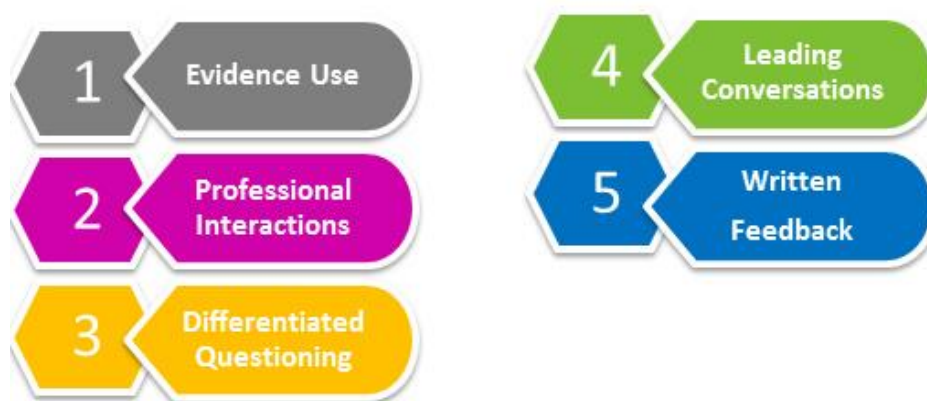 1
Evidence Use
2
Professional
Interactions
3
Differentiated
Questioning
4
Leading
Conversations
5
Written
Feedback